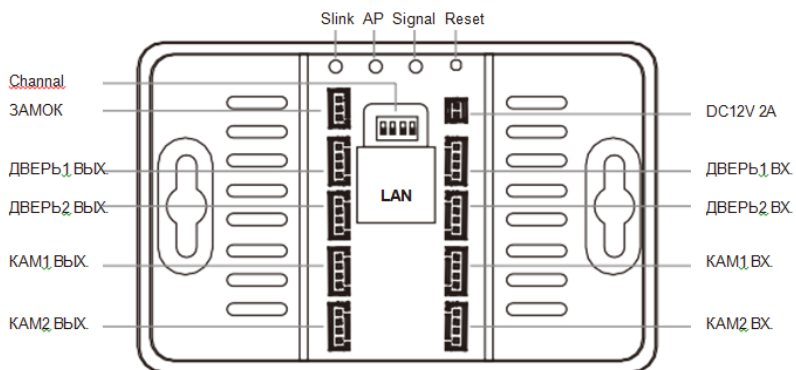 Slink AP Signal Reset
Channal
ЗАМОК
DC12V 2A
ДВЕРЬ1 ВЫХ.
ДВЕРЬ1 ВХ.
LAN
ДВЕРЬ2 ВЫХ.
ДВЕРЬ2 ВХ.
КАМ1 ВЫХ.
КАМ1 ВХ.
КАМ2 ВЫХ.
КАМ2 ВХ.